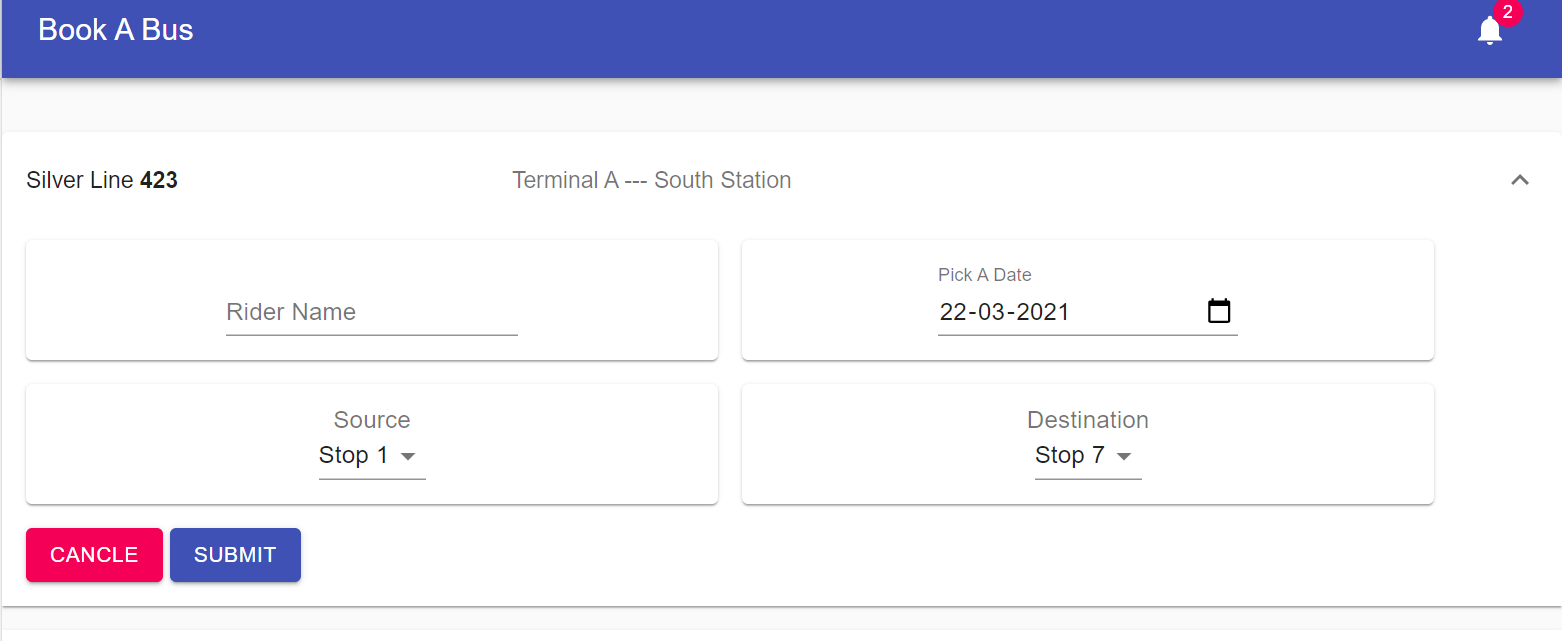 Book A Bus
2
Silver Line 423
Terminal A --- South Station
Rider Name
Pick A Date
22-03-2021
Source
Stop 1
Destination
Stop 7
CANCLE
SUBMIT